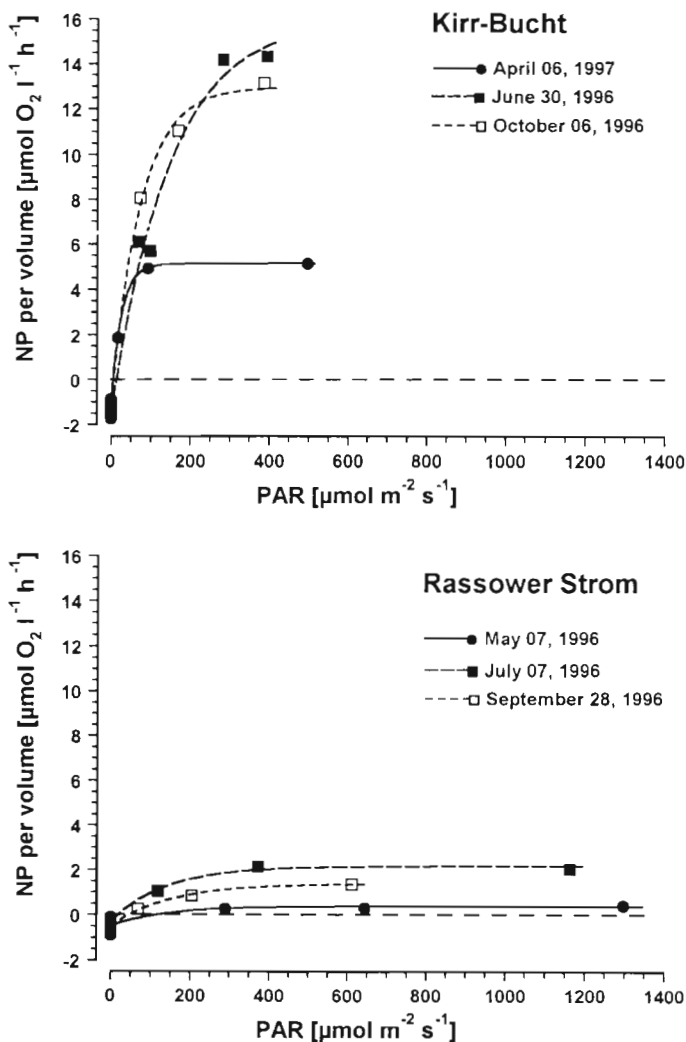 Kirr-Bucht
April 06, 1997
June 30, 1996
October 06, 1996
NP per volume [µmol O₂ l⁻¹ h⁻¹]
16
14
12
10
8
6
4
2
0
-2
0 200 400 600 800 1000 1200 1400
PAR [µmol m⁻² s⁻¹]
Rassower Strom
May 07, 1996
July 07, 1996
September 28, 1996
NP per volume [µmol O₂ l⁻¹ h⁻¹]
16
14
12
10
8
6
4
2
0
-2
0 200 400 600 800 1000 1200 1400
PAR [µmol m⁻² s⁻¹]